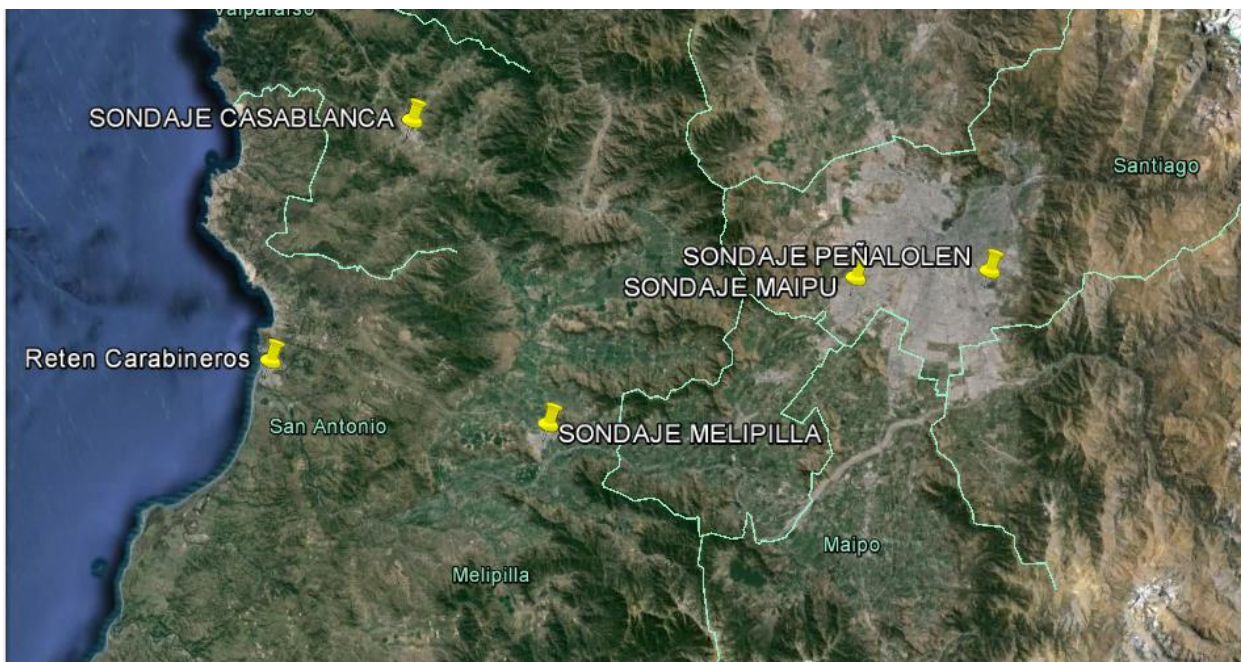 Valparaíso
SONDAJE CASABLANCA
Santiago
SONDAJE PEÑALOLEN
SONDAJE MAIPU
Reten Carabineros
San Antonio
SONDAJE MELIPILLA
Maipo
Melipilla